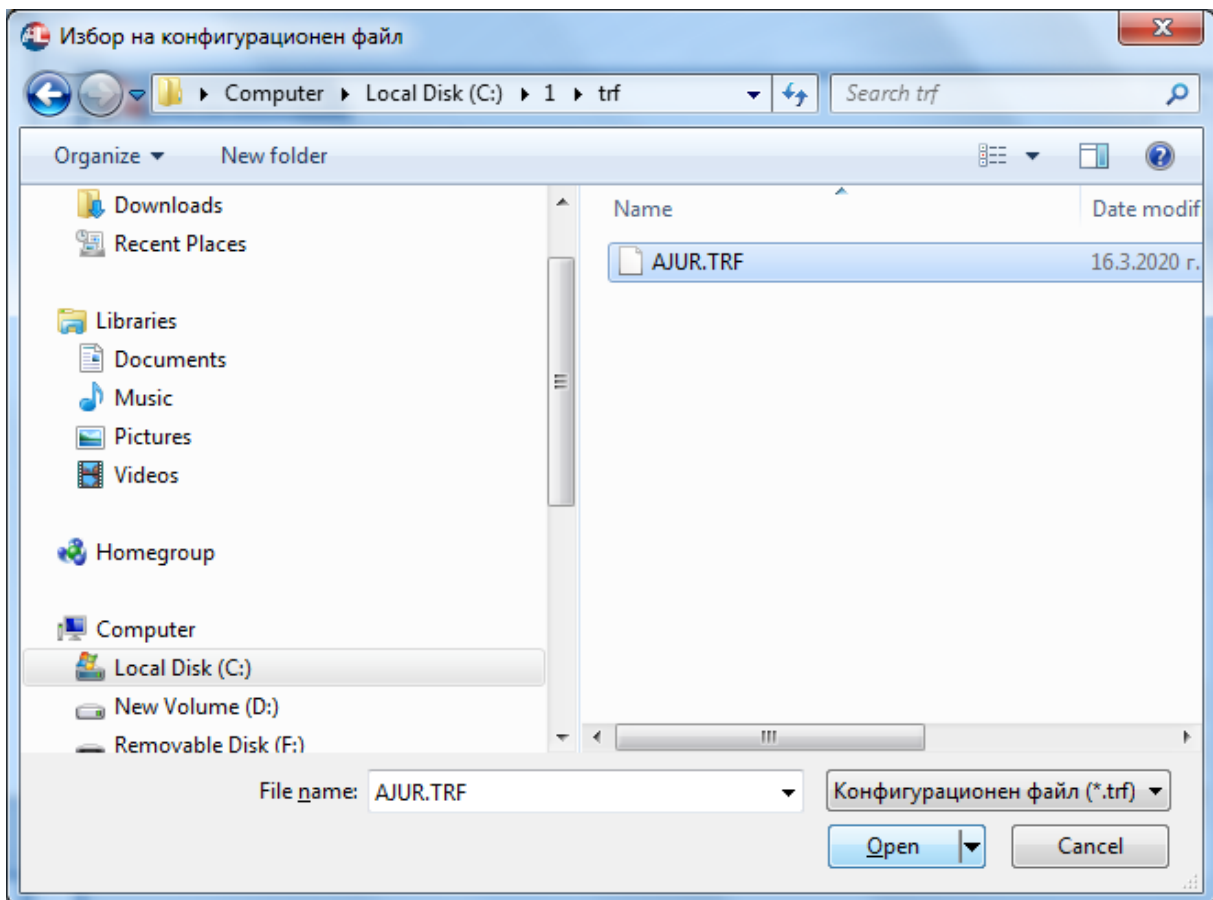 Избор на конфигурационен файл
Computer Local Disk (C:) 1 trf
Search trf
Organize New folder
Downloads
Recent Places
Libraries
Documents
Music
Pictures
Videos
Homegroup
Computer
Local Disk (C:)
New Volume (D:)
Removable Disk (F:)
Name Date modif
AJUR.TRF 16.3.2020 г.
File name: AJUR.TRF Конфигурационен файл (*.trf)
Open Cancel